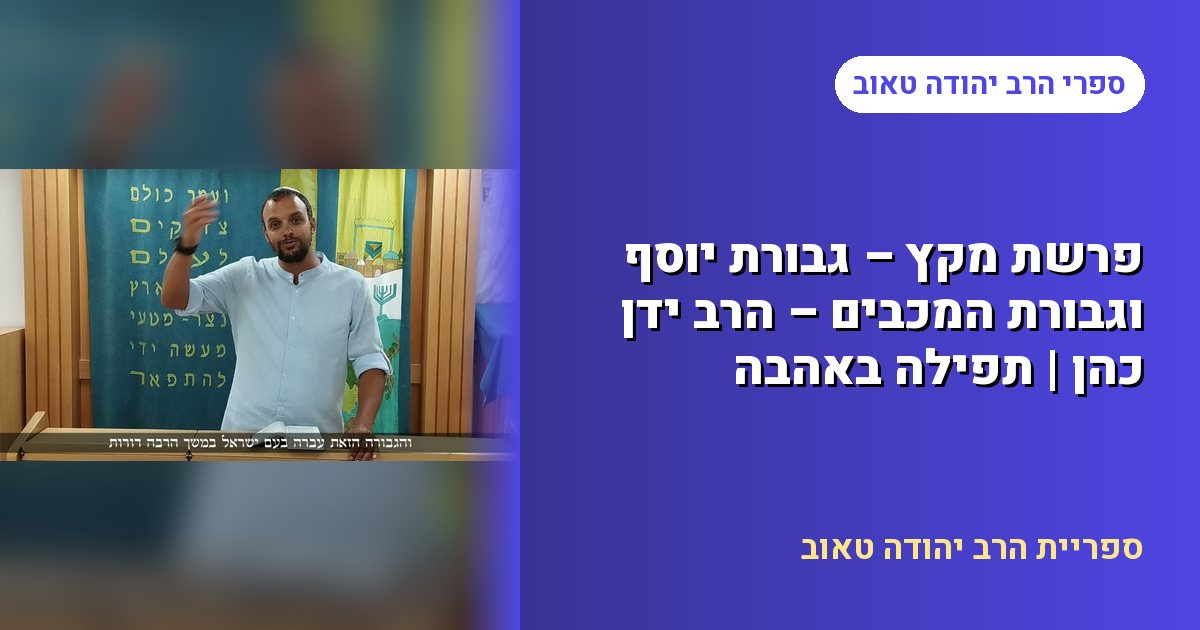 ספרי הרב יהודה טאוב
פרשת מקץ – גבורת יוסף
וגבורת המכבים – הרב ידן
כהן | תפילה באהבה
ספריית הרב יהודה טאוב
ועמך כולם
צדיקים
לעולם
ארץ
נצר־מטעי
מעשה ידי
להתפאר
והגבורה הזאת עברה בעם ישראל במשך הרבה דורות